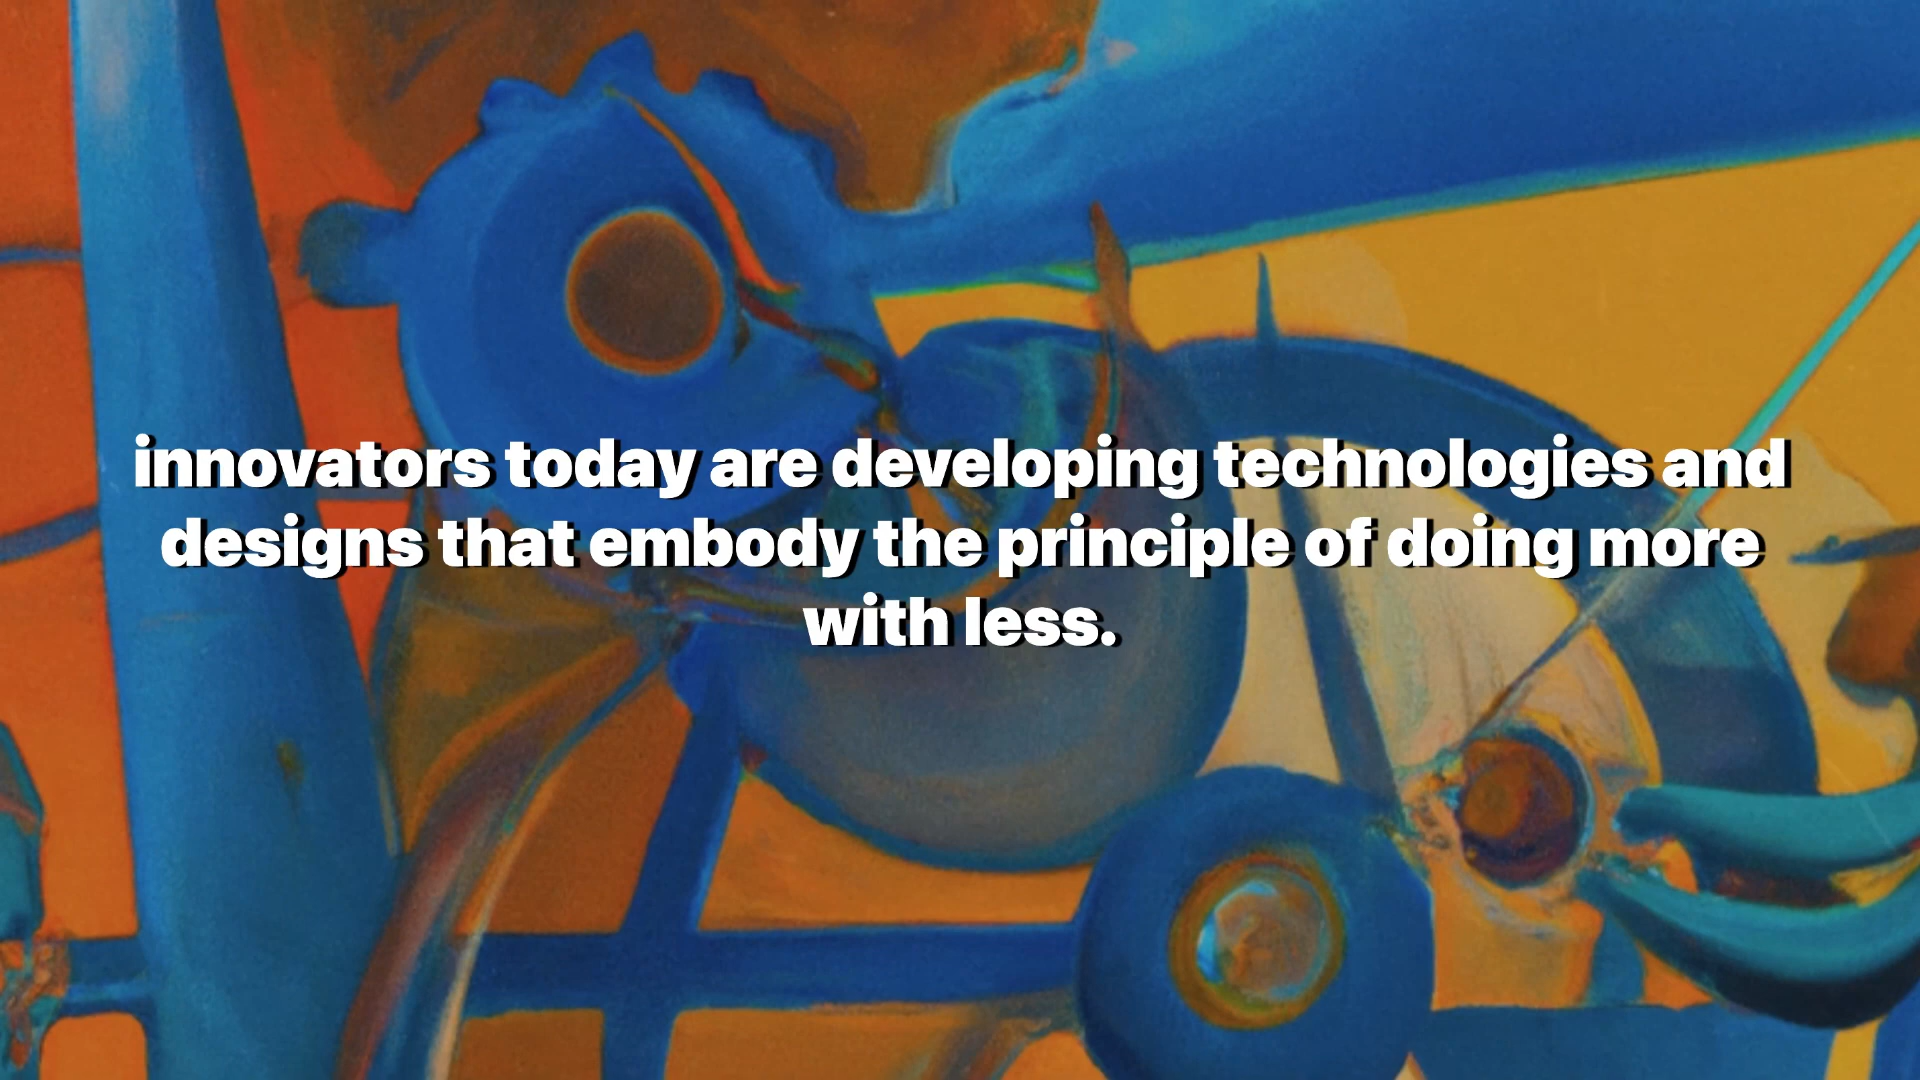 innovators today are developing technologies and
designs that embody the principle of doing more
with less.